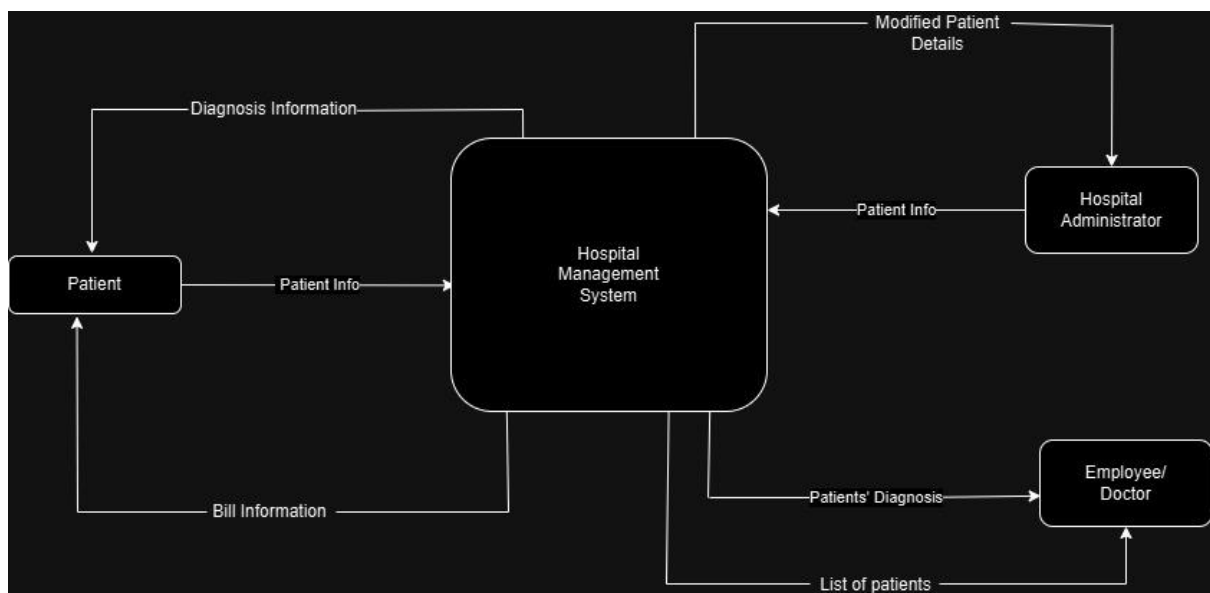 Modified Patient
Details
Diagnosis Information
Hospital
Administrator
Patient Info
Hospital
Management
System
Patient
Patient Info
Employee/
Doctor
Patients' Diagnosis
Bill Information
List of patients